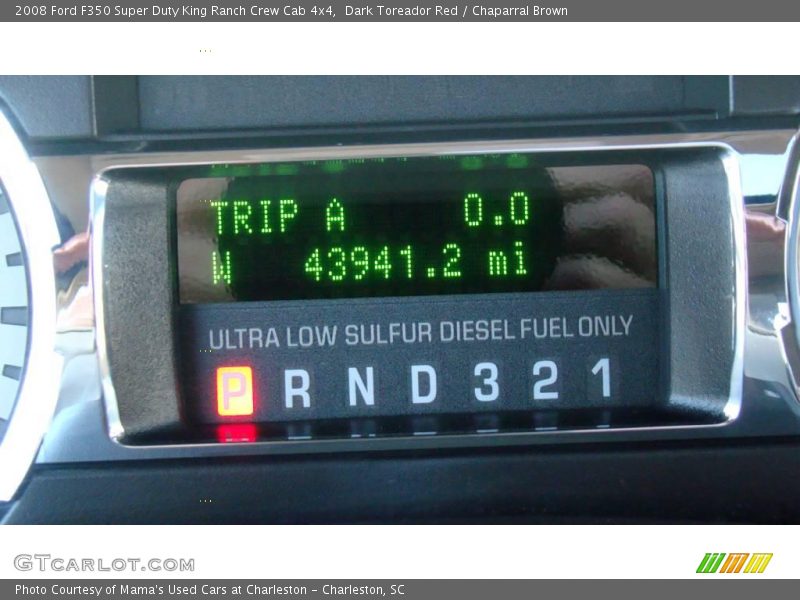 2008 Ford F350 Super Duty King Ranch Crew Cab 4x4,  Dark Toreador Red / Chaparral Brown
TRIP A 0.0
W 43941.2 mi
ULTRA LOW SULFUR DIESEL FUEL ONLY
P R N D 3 2 1
GTCARLOT.COM
Photo Courtesy of Mama's Used Cars at Charleston - Charleston, SC